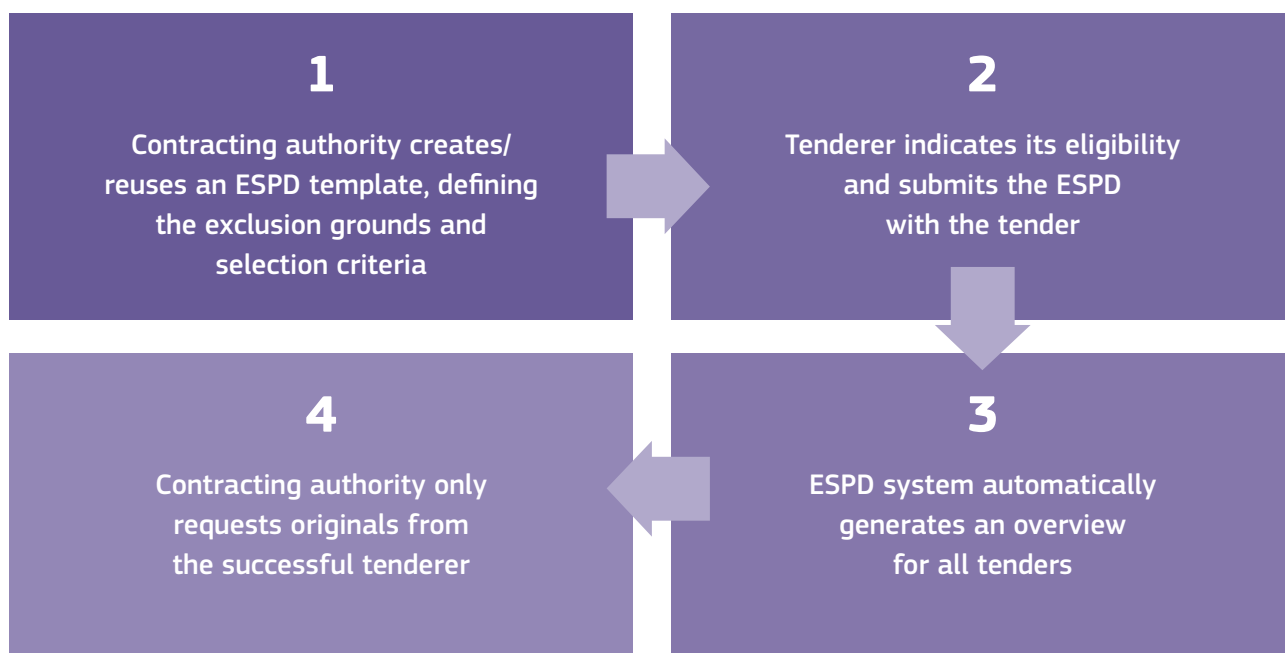 1
Contracting authority creates/
reuses an ESPD template, defining
the exclusion grounds and
selection criteria
2
Tenderer indicates its eligibility
and submits the ESPD
with the tender
3
ESPD system automatically
generates an overview
for all tenders
4
Contracting authority only
requests originals from
the successful tenderer